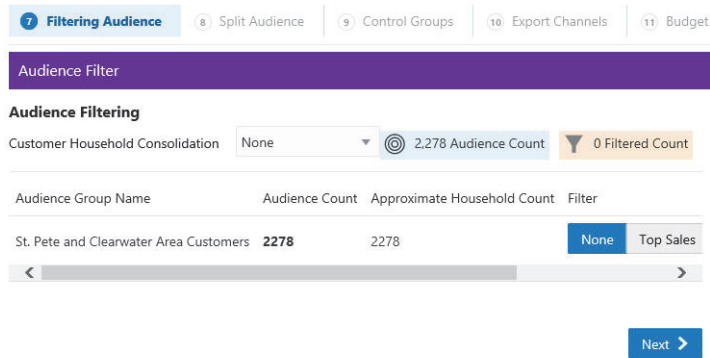 7 Filtering Audience 8 Split Audience 9 Control Groups 10 Export Channels 11 Budget
Audience Filter
Audience Filtering
Customer Household Consolidation None 2,278 Audience Count 0 Filtered Count
Audience Group Name Audience Count Approximate Household Count Filter
St. Pete and Clearwater Area Customers 2278 2278 None Top Sales
Next